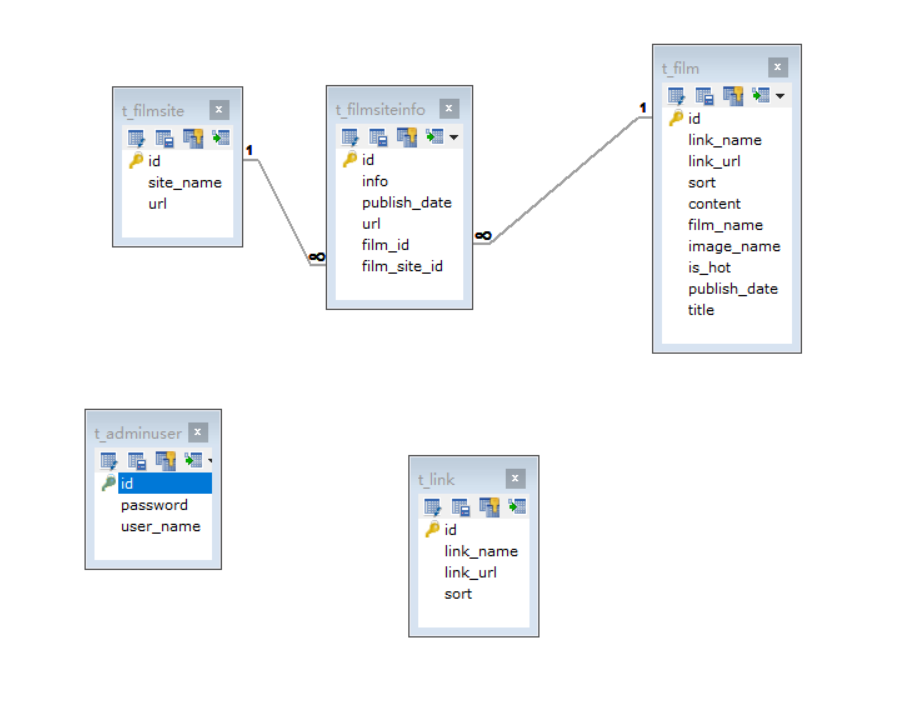 t_filmsite
id
site_name
url
1
∞
t_filmsiteinfo
id
info
publish_date
url
film_id
film_site_id
∞
1
t_film
id
link_name
link_url
sort
content
film_name
image_name
is_hot
publish_date
title
t_adminuser
id
password
user_name
t_link
id
link_name
link_url
sort